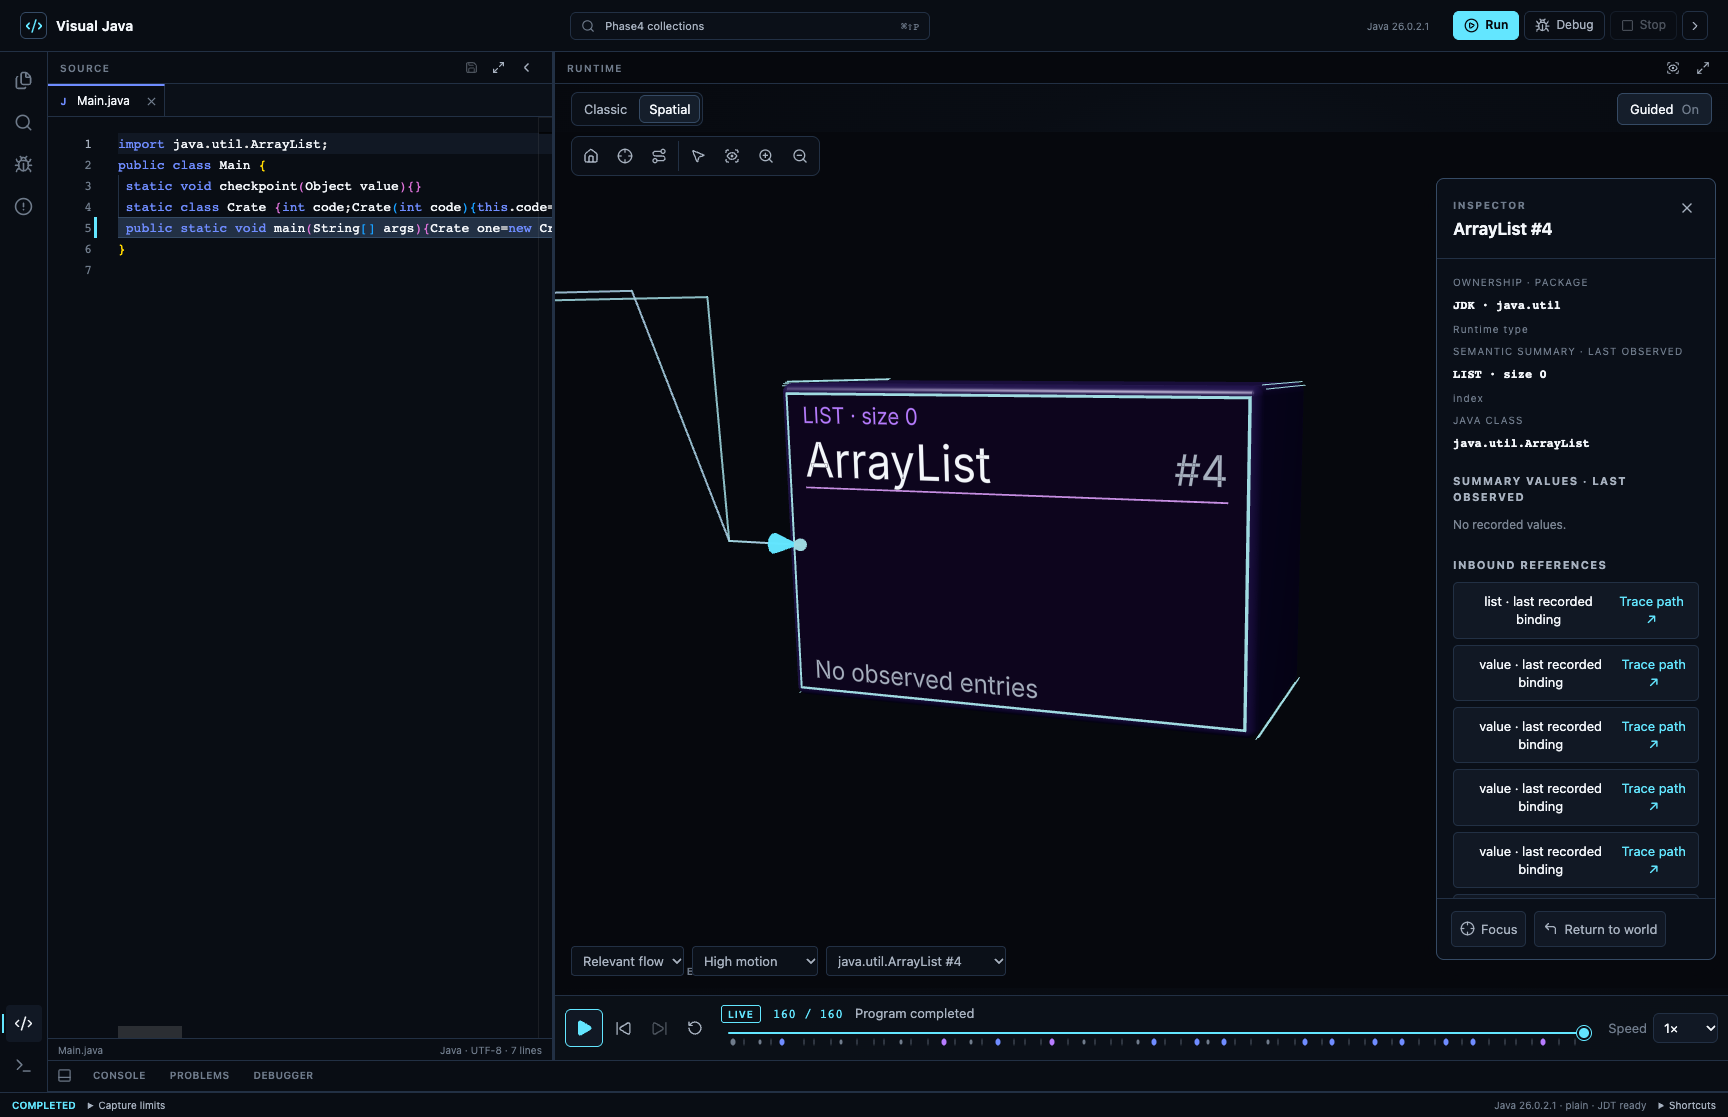 Visual Java
Phase4 collections
⌘⇧P
Java 26.0.2.1
Run
Debug
Stop
SOURCE
RUNTIME
J Main.java
Classic
Spatial
Guided On
1 import java.util.ArrayList;
2 public class Main {
3 static void checkpoint(Object value){}
4 static class Crate {int code;Crate(int code){this.code=
5 public static void main(String[] args){Crate one=new Cr
6 }
7
LIST · size 0
ArrayList #4
No observed entries
INSPECTOR
ArrayList #4
OWNERSHIP · PACKAGE
JDK · java.util
Runtime type
SEMANTIC SUMMARY · LAST OBSERVED
LIST · size 0
index
JAVA CLASS
java.util.ArrayList
SUMMARY VALUES · LAST
OBSERVED
No recorded values.
INBOUND REFERENCES
list · last recorded
binding
Trace path
↗
value · last recorded
binding
Trace path
↗
value · last recorded
binding
Trace path
↗
value · last recorded
binding
Trace path
↗
value · last recorded
binding
Trace path
↗
Focus
Return to world
Relevant flow
E
High motion
java.util.ArrayList #4
LIVE
160 / 160
Program completed
Speed
1×
Main.java
Java · UTF-8 · 7 lines
CONSOLE
PROBLEMS
DEBUGGER
COMPLETED
Capture limits
Java 26.0.2.1 · plain · JDT ready
Shortcuts